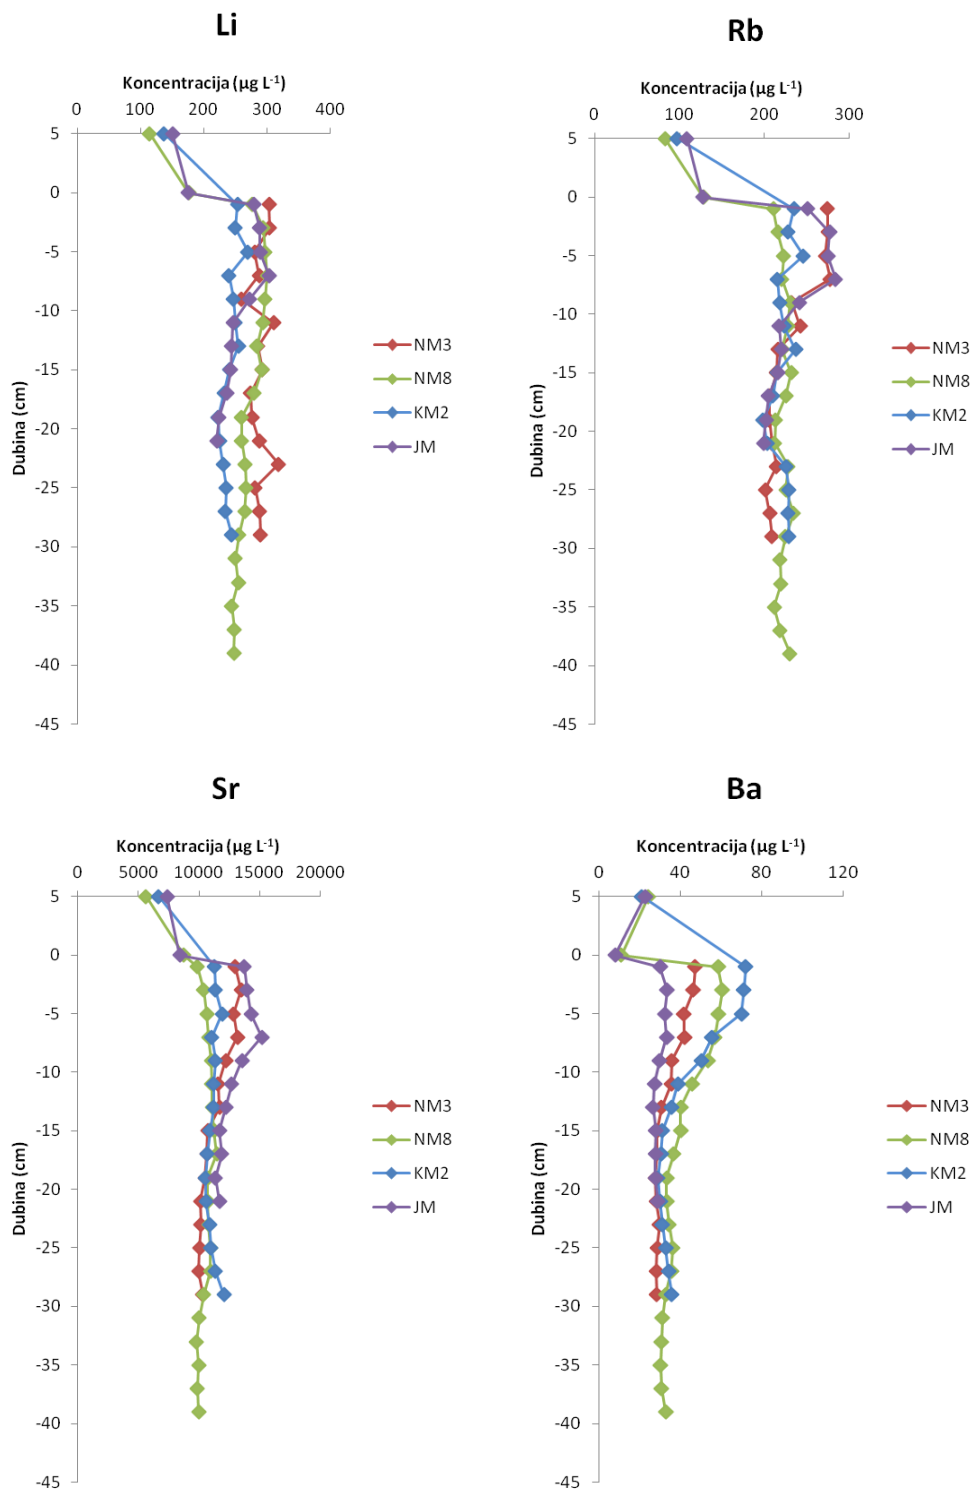 Li
Koncentracija (µg L-1)
0 100 200 300 400
5
0
-5
-10
-15
-20
-25
-30
-35
-40
-45
Dubina (cm)
NM3
NM8
KM2
JM
Rb
Koncentracija (µg L-1)
0 100 200 300
5
0
-5
-10
-15
-20
-25
-30
-35
-40
-45
Dubina (cm)
NM3
NM8
KM2
JM
Sr
Koncentracija (µg L-1)
0 5000 10000 15000 20000
5
0
-5
-10
-15
-20
-25
-30
-35
-40
-45
Dubina (cm)
NM3
NM8
KM2
JM
Ba
Koncentracija (µg L-1)
0 40 80 120
5
0
-5
-10
-15
-20
-25
-30
-35
-40
-45
Dubina (cm)
NM3
NM8
KM2
JM